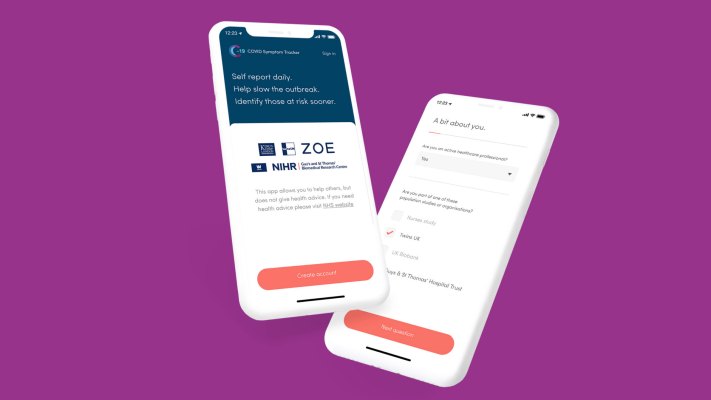 12:23
C-19 COVID Symptom Tracker
Sign in
Self report daily.
Help slow the outbreak.
Identify those at risk sooner.
ZOE
NIHR
Guy's and St Thomas'
Biomedical Research Centre
This app allows you to help others, but
does not give health advice. If you need
health advice please visit NHS website
Create account
12:23
A bit about you.
Are you an active healthcare professional?
Yes
Are you part of one of these
population studies or organisations?
Nurses study
Twins UK
UK Biobank
Guys & St Thomas' Hospital Trust
Next question